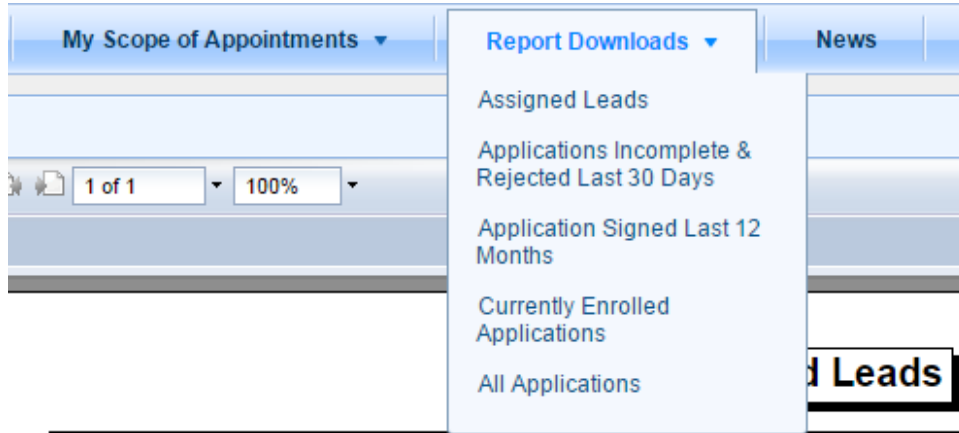 My Scope of Appointments
Report Downloads
News
Assigned Leads
Applications Incomplete &
Rejected Last 30 Days
Application Signed Last 12
Months
Currently Enrolled
Applications
All Applications
1 of 1
100%
Leads